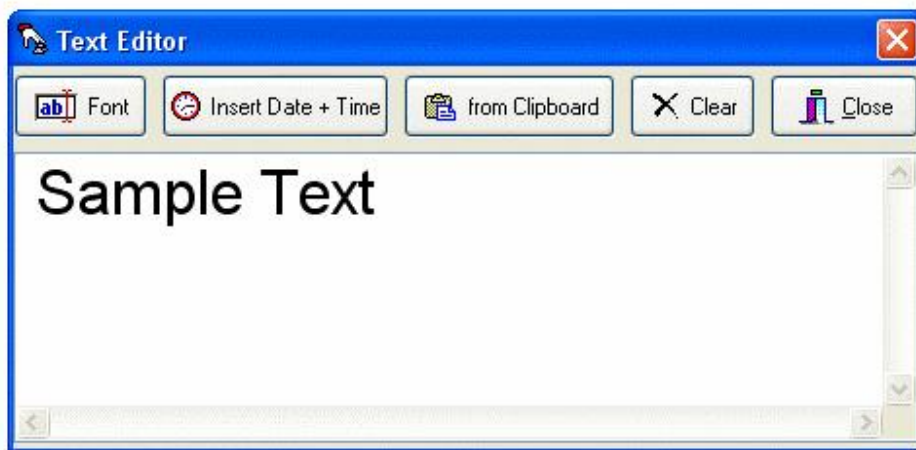 Text Editor
Font Insert Date + Time from Clipboard Clear Close
Sample Text